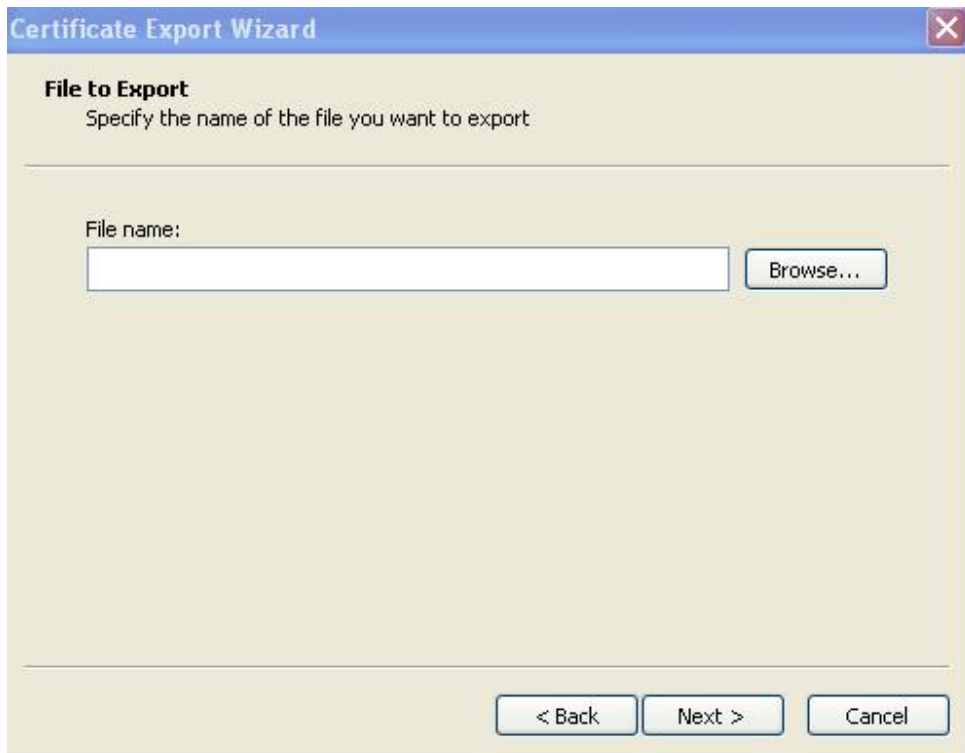 Certificate Export Wizard
File to Export
Specify the name of the file you want to export
File name:
Browse...
< Back
Next >
Cancel